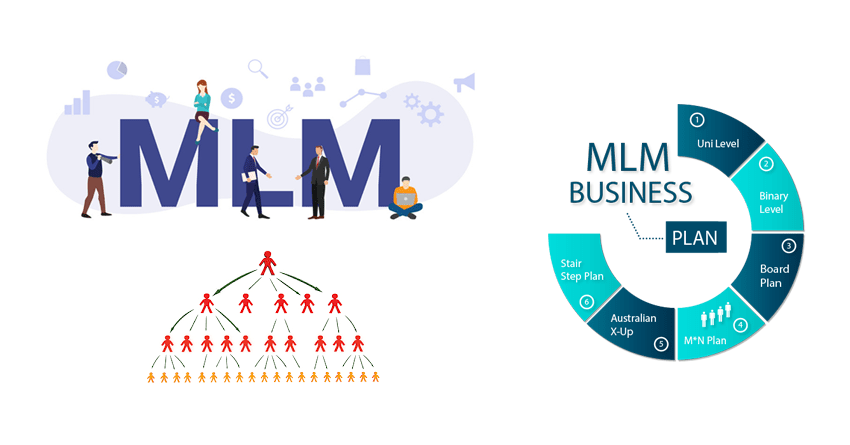 MLM
MLM
BUSINESS
PLAN
1
Uni Level
2
Binary
Level
3
Board
Plan
4
M*N Plan
5
Australian
X-Up
6
Stair
Step Plan
$
$